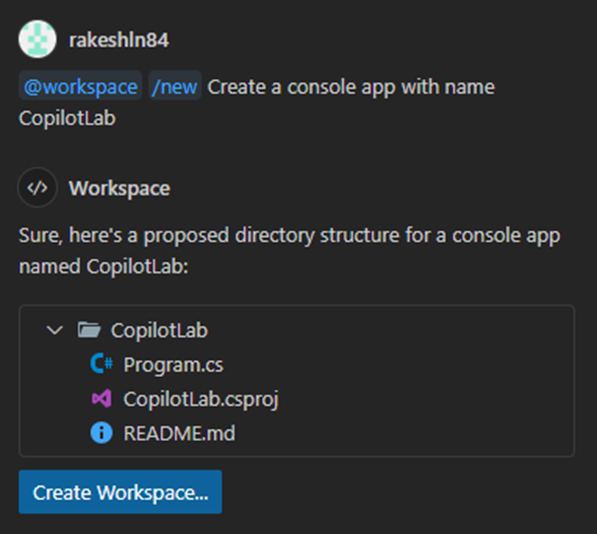 rakeshln84
@workspace /new Create a console app with name
CopilotLab
Workspace
Sure, here's a proposed directory structure for a console app
named CopilotLab:
CopilotLab
C# Program.cs
CopilotLab.csproj
README.md
Create Workspace...